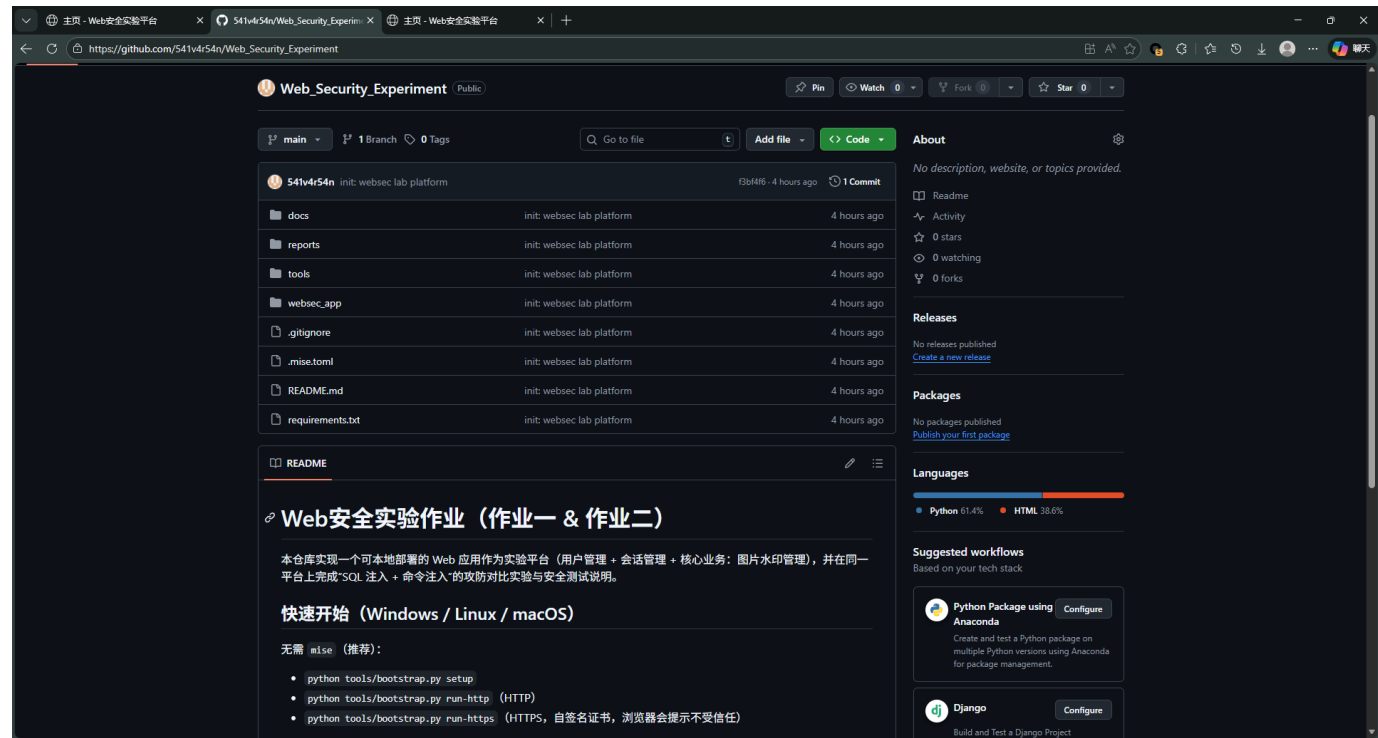 主页 - Web安全实验平台
541v4r54n/Web_Security_Experim
主页 - Web安全实验平台
https://github.com/541v4r54n/Web_Security_Experiment
聊天
Web_Security_Experiment Public
Pin
Watch 0
Fork 0
Star 0
main
1 Branch
0 Tags
Go to file
t
Add file
Code
541v4r54n init: websec lab platform
f3bf4f6 · 4 hours ago
1 Commit
docs init: websec lab platform 4 hours ago
reports init: websec lab platform 4 hours ago
tools init: websec lab platform 4 hours ago
websec_app init: websec lab platform 4 hours ago
.gitignore init: websec lab platform 4 hours ago
.mise.toml init: websec lab platform 4 hours ago
README.md init: websec lab platform 4 hours ago
requirements.txt init: websec lab platform 4 hours ago
README
Web安全实验作业（作业一 & 作业二）
本仓库实现一个可本地部署的 Web 应用作为实验平台（用户管理 + 会话管理 + 核心业务：图片水印管理），并在同一
平台上完成“SQL 注入 + 命令注入”的攻防对比实验与安全测试说明。
快速开始（Windows / Linux / macOS）
无需 mise （推荐）：
• python tools/bootstrap.py setup
• python tools/bootstrap.py run-http （HTTP）
• python tools/bootstrap.py run-https （HTTPS，自签名证书，浏览器会提示不受信任）
About
No description, website, or topics provided.
Readme
Activity
0 stars
0 watching
0 forks
Releases
No releases published
Create a new release
Packages
No packages published
Publish your first package
Languages
Python 61.4%
HTML 38.6%
Suggested workflows
Based on your tech stack
Python Package using
Anaconda
Configure
Create and test a Python package on
multiple Python versions using Anaconda
for package management.
dj
Django
Configure
Build and Test a Django Project